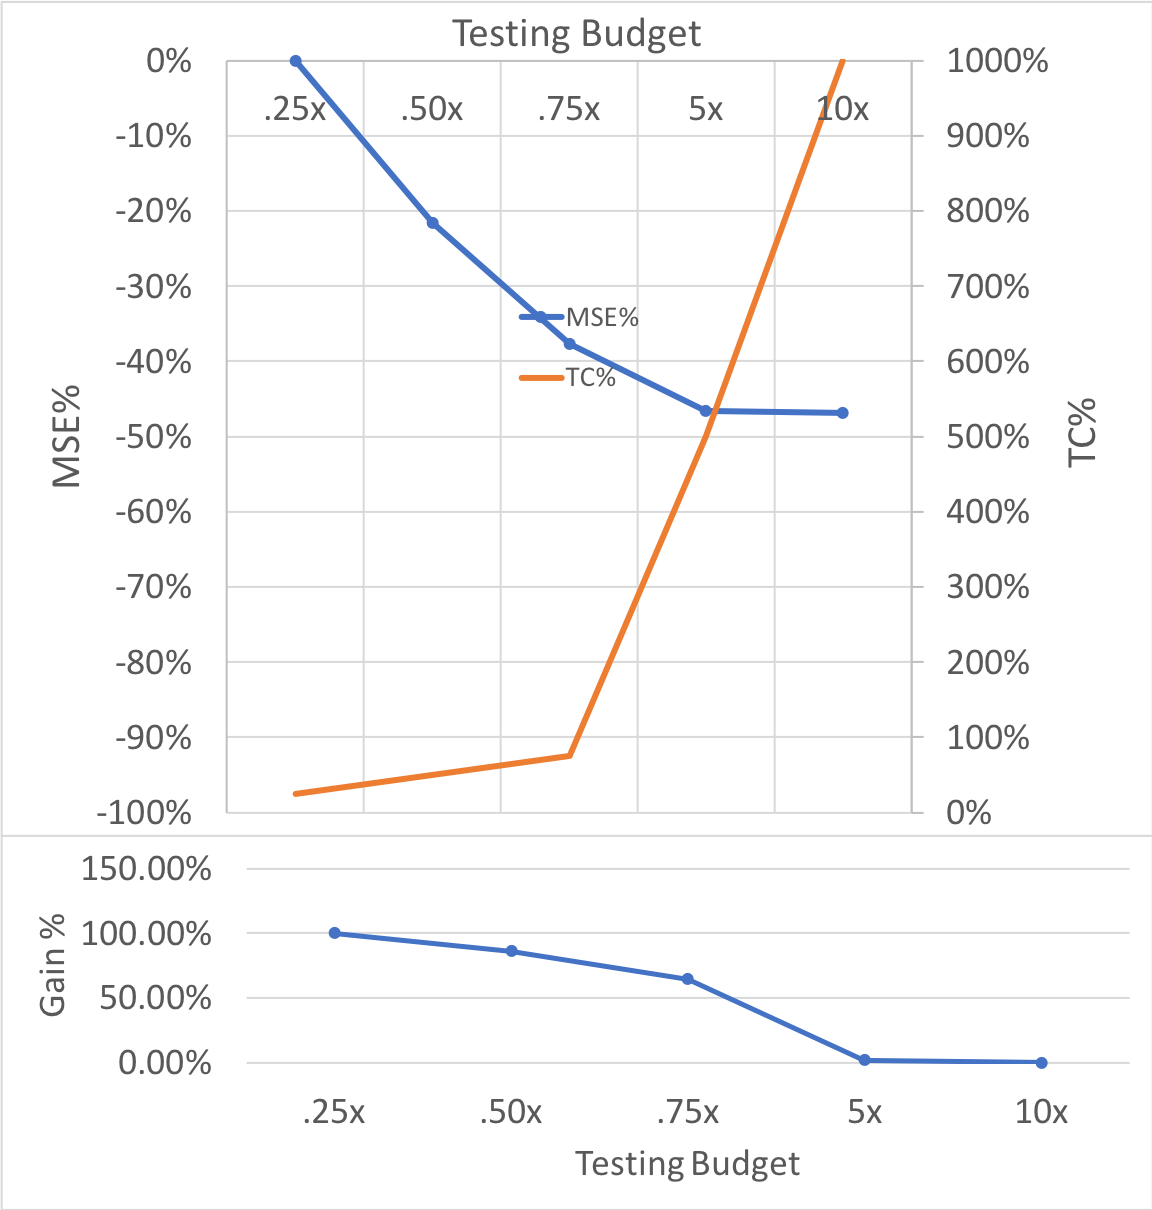 Testing Budget
0% 1000%
.25x .50x .75x 5x 10x
-10% 900%
-20% 800%
-30% 700%
MSE%
-40% 600%
TC%
MSE% TC%
-50% 500%
-60% 400%
-70% 300%
-80% 200%
-90% 100%
-100% 0%
150.00%
Gain %
100.00%
50.00%
0.00%
.25x .50x .75x 5x 10x
Testing Budget